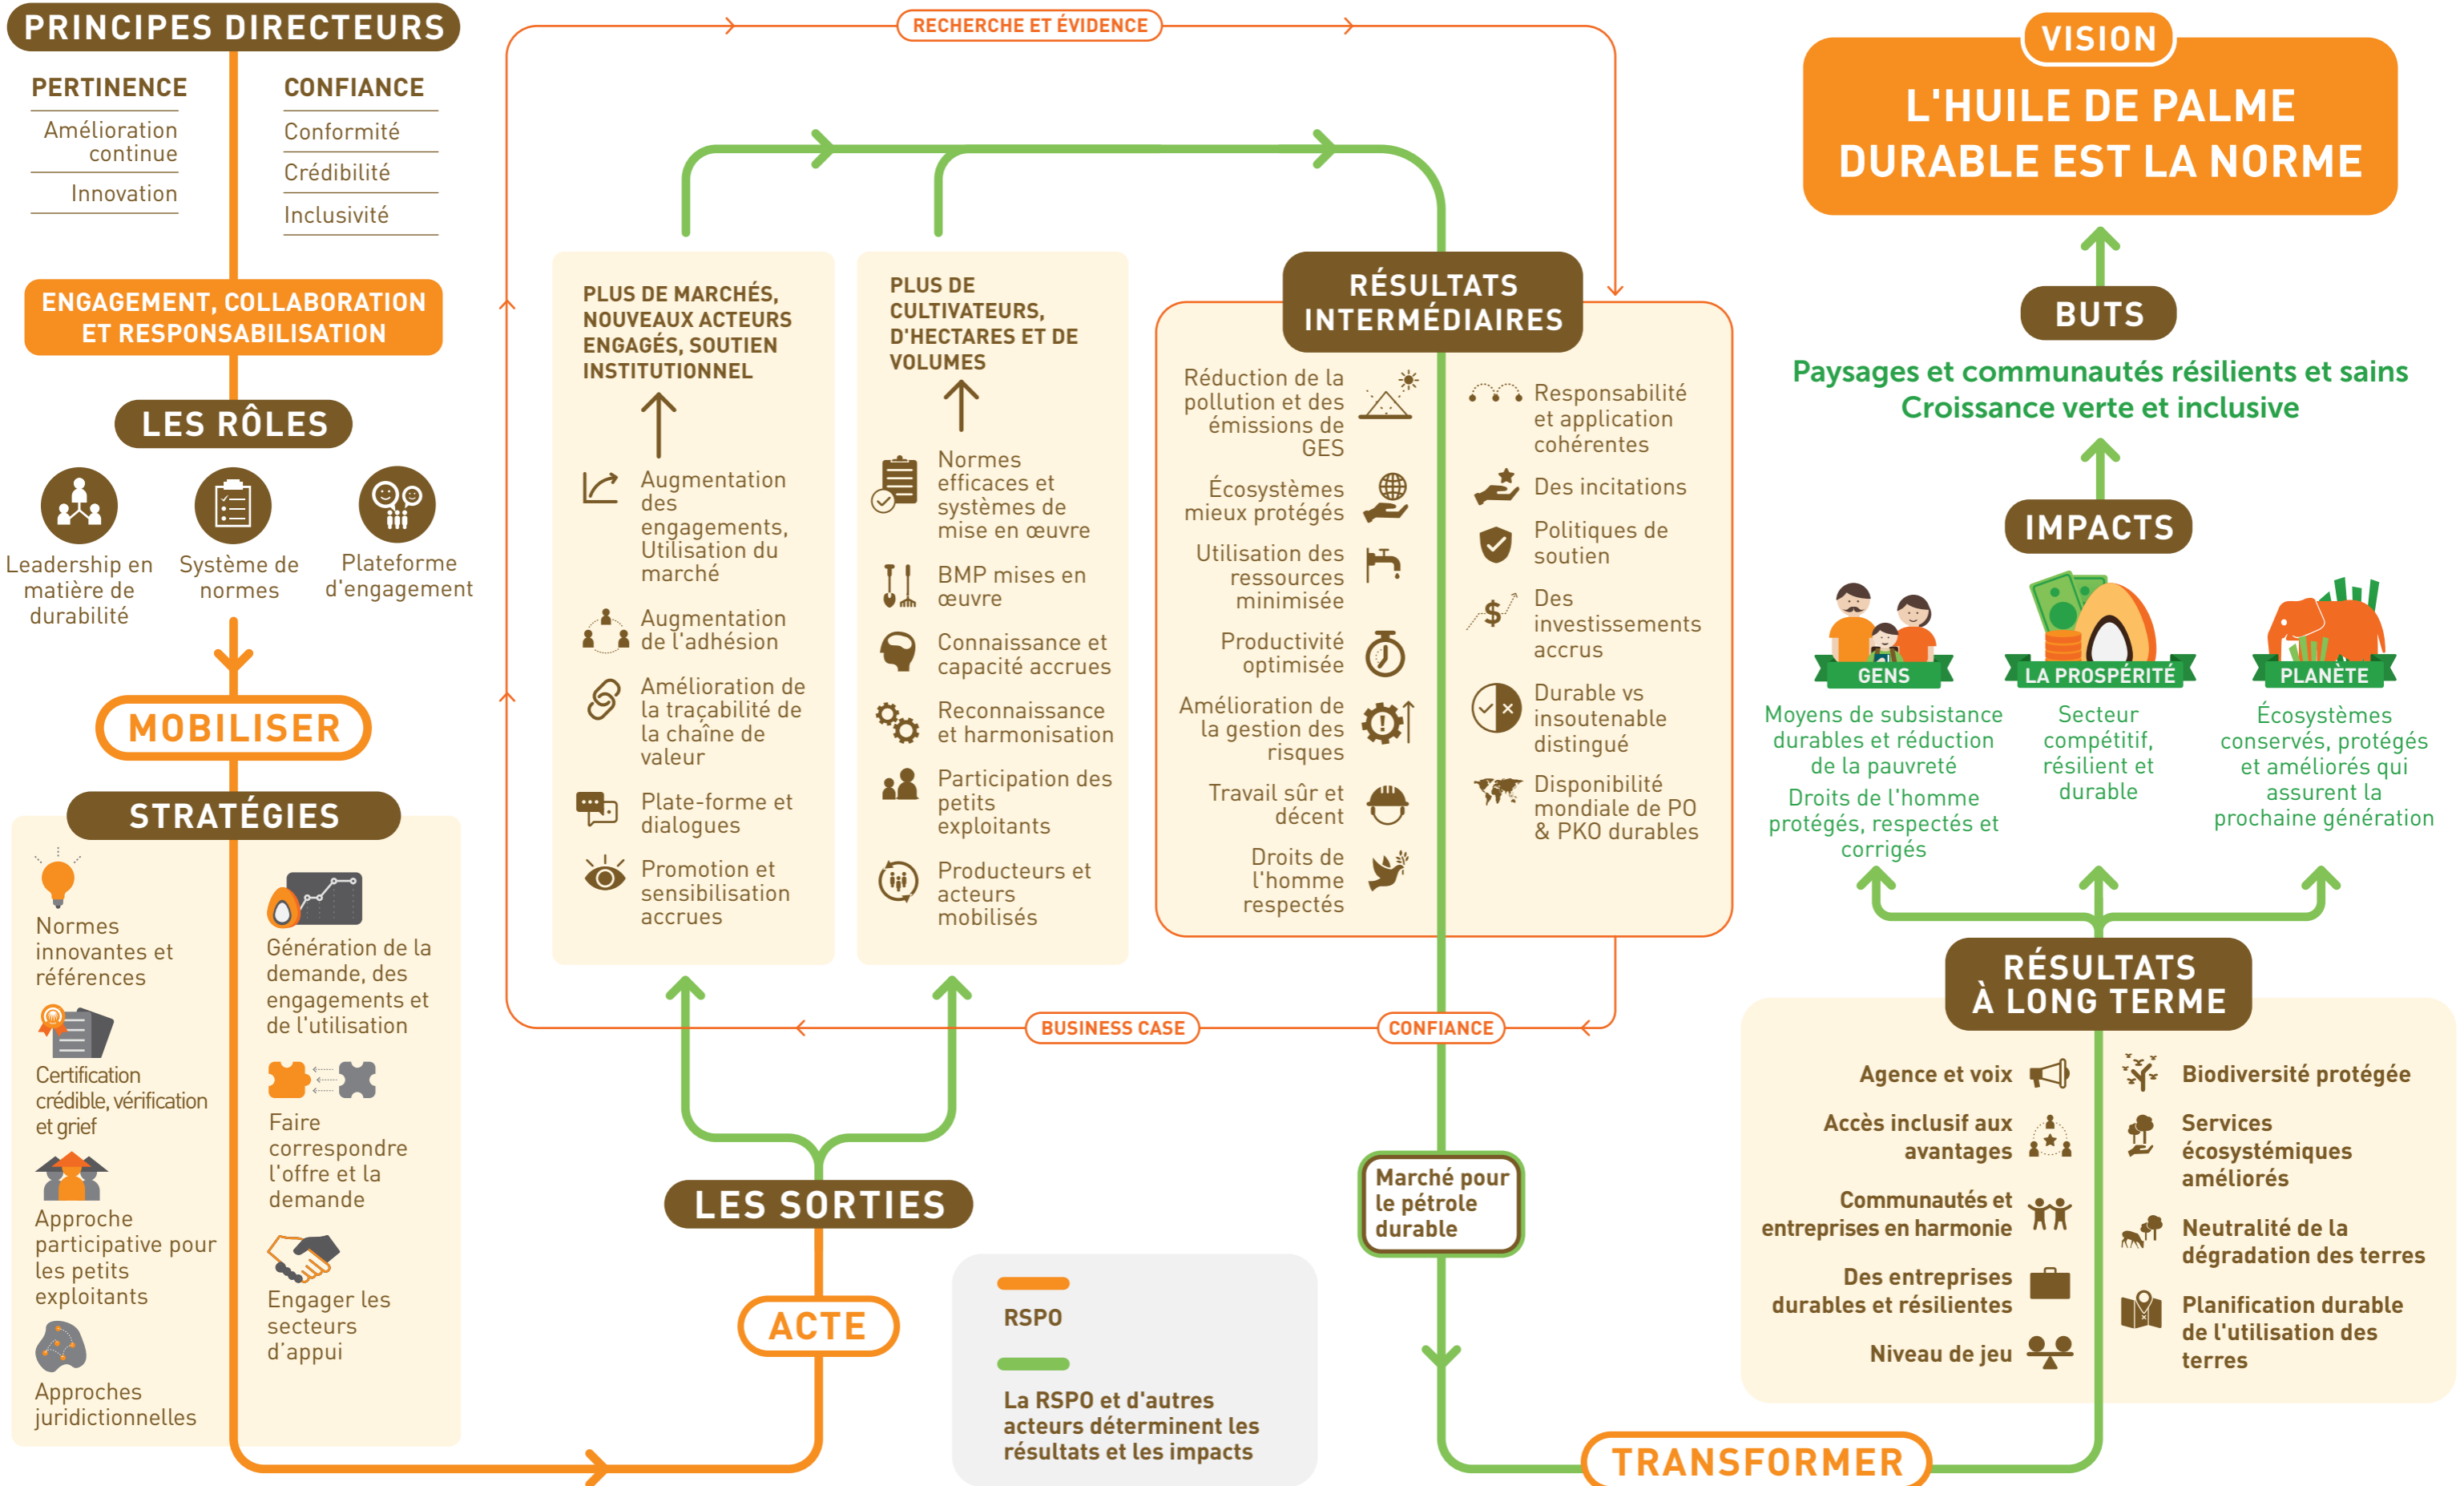 PRINCIPES DIRECTEURS
PERTINENCE
Amélioration
continue
Innovation
CONFIANCE
Conformité
Crédibilité
Inclusivité
ENGAGEMENT, COLLABORATION
ET RESPONSABILISATION
LES RÔLES
Leadership en
matière de
durabilité
Système de
normes
Plateforme
d'engagement
MOBILISER
STRATÉGIES
Normes
innovantes et
références
Certification
crédible, vérification
et grief
Approche
participative pour
les petits
exploitants
Approches
juridictionnelles
Génération de la
demande, des
engagements et
de l'utilisation
Faire
correspondre
l'offre et la
demande
Engager les
secteurs
d’appui
RECHERCHE ET ÉVIDENCE
PLUS DE MARCHÉS,
NOUVEAUX ACTEURS
ENGAGÉS, SOUTIEN
INSTITUTIONNEL
Augmentation
des
engagements,
Utilisation du
marché
Augmentation
de l'adhésion
Amélioration de
la traçabilité de
la chaîne de
valeur
Plate-forme et
dialogues
Promotion et
sensibilisation
accrues
PLUS DE
CULTIVATEURS,
D'HECTARES ET DE
VOLUMES
Normes
efficaces et
systèmes de
mise en œuvre
BMP mises en
œuvre
Connaissance et
capacité accrues
Reconnaissance
et harmonisation
Participation des
petits
exploitants
Producteurs et
acteurs
mobilisés
RÉSULTATS
INTERMÉDIAIRES
Réduction de la
pollution et des
émissions de
GES
Écosystèmes
mieux protégés
Utilisation des
ressources
minimisée
Productivité
optimisée
Amélioration de
la gestion des
risques
Travail sûr et
décent
Droits de
l'homme
respectés
Responsabilité
et application
cohérentes
Des incitations
Politiques de
soutien
$
Des
investissements
accrus
Durable vs
insoutenable
distingué
Disponibilité
mondiale de PO
& PKO durables
BUSINESS CASE
CONFIANCE
LES SORTIES
ACTE
RSPO
La RSPO et d'autres
acteurs déterminent les
résultats et les impacts
Marché pour
le pétrole
durable
TRANSFORMER
VISION
L'HUILE DE PALME
DURABLE EST LA NORME
BUTS
Paysages et communautés résilients et sains
Croissance verte et inclusive
IMPACTS
GENS
Moyens de subsistance
durables et réduction
de la pauvreté
Droits de l'homme
protégés, respectés et
corrigés
LA PROSPÉRITÉ
Secteur
compétitif,
résilient et
durable
PLANÈTE
Écosystèmes
conservés, protégés
et améliorés qui
assurent la
prochaine génération
RÉSULTATS
À LONG TERME
Agence et voix
Accès inclusif aux
avantages
Communautés et
entreprises en harmonie
Des entreprises
durables et résilientes
Niveau de jeu
Biodiversité protégée
Services
écosystémiques
améliorés
Neutralité de la
dégradation des terres
Planification durable
de l'utilisation des
terres